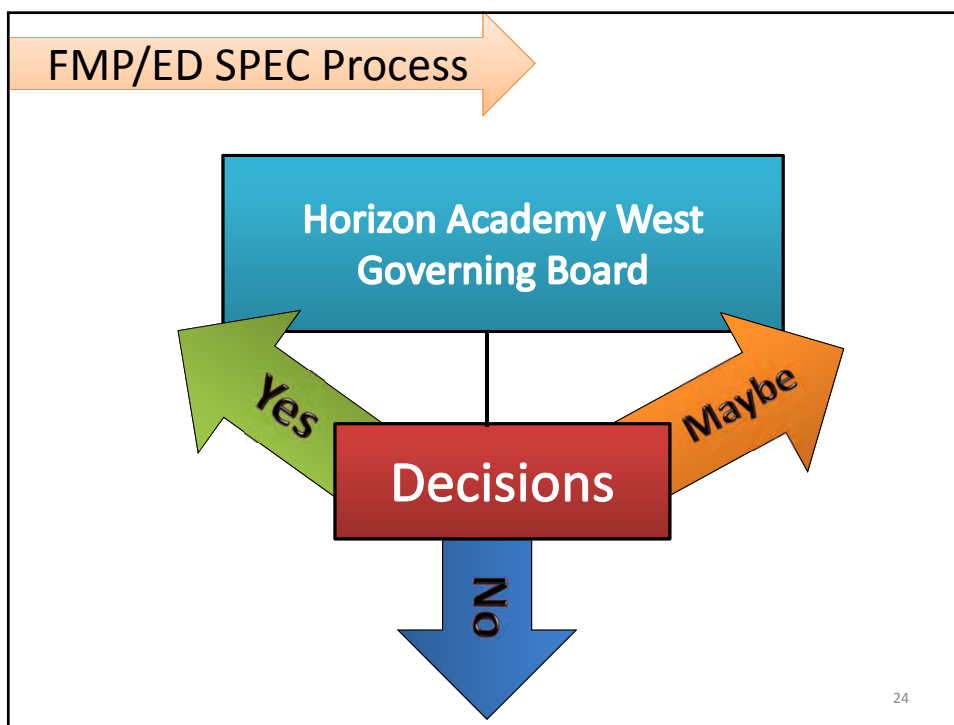 FMP/ED SPEC Process
Horizon Academy West
Governing Board
Yes
Maybe
Decisions
No
24